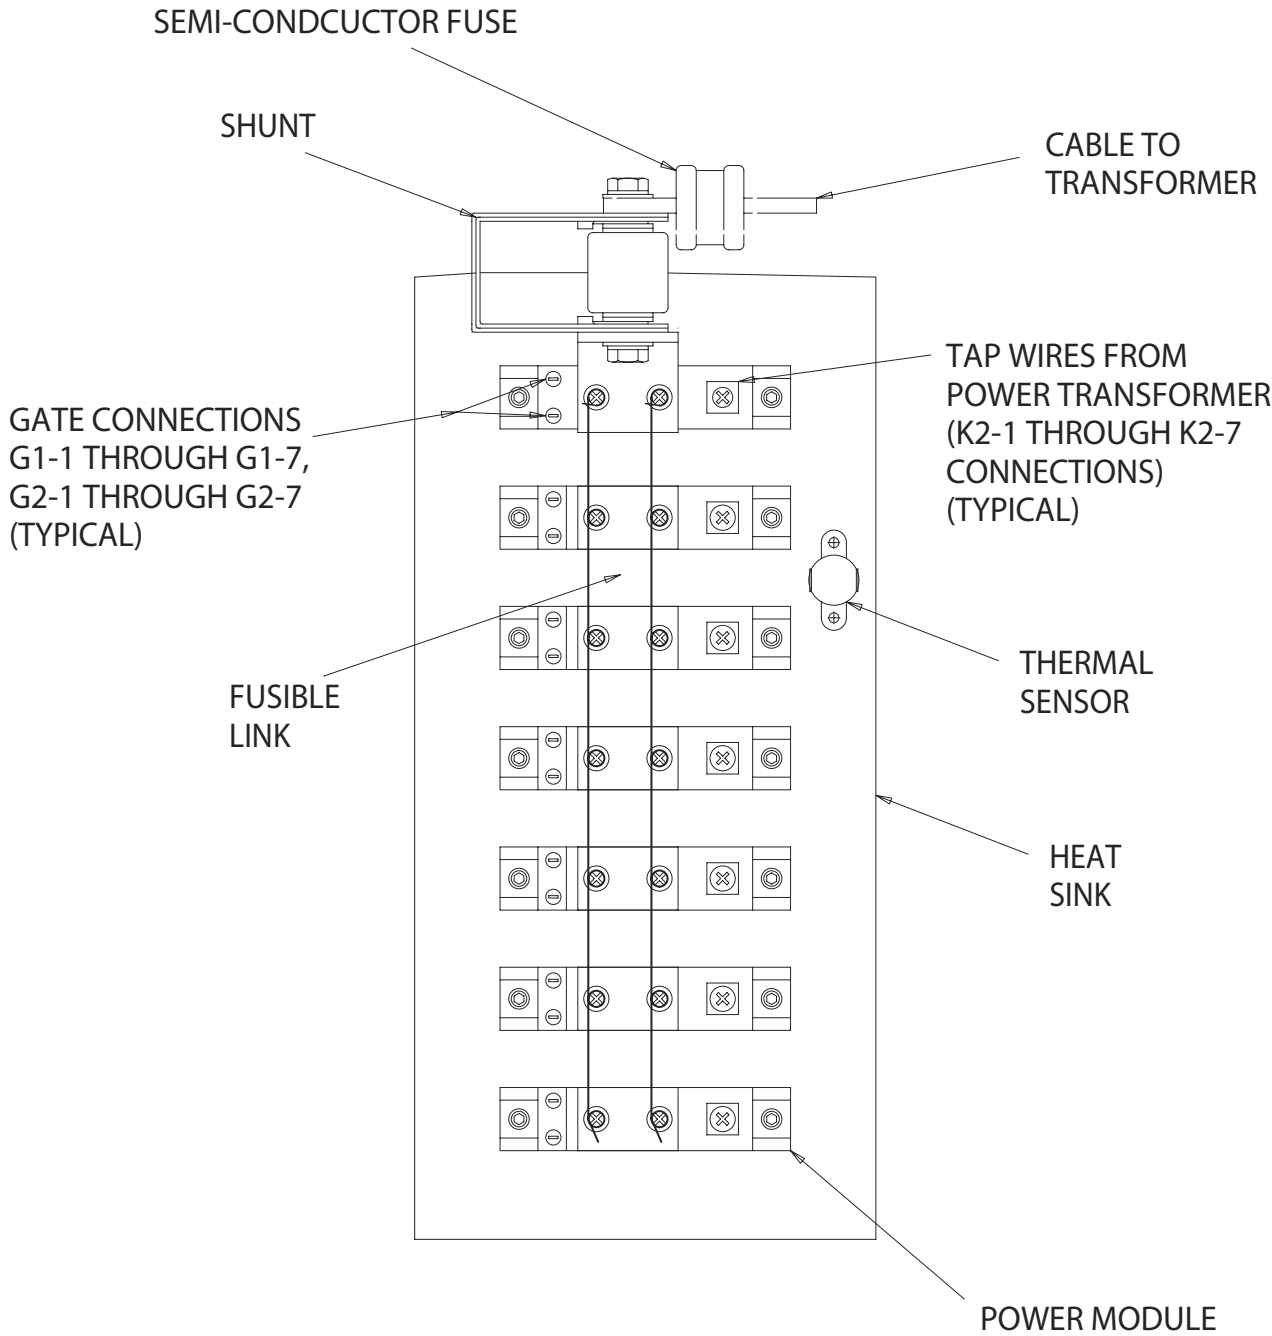 SEMI-CONDCUCTOR FUSE
SHUNT
CABLE TO
TRANSFORMER
TAP WIRES FROM
POWER TRANSFORMER
(K2-1 THROUGH K2-7
CONNECTIONS)
(TYPICAL)
GATE CONNECTIONS
G1-1 THROUGH G1-7,
G2-1 THROUGH G2-7
(TYPICAL)
FUSIBLE
LINK
THERMAL
SENSOR
HEAT
SINK
POWER MODULE